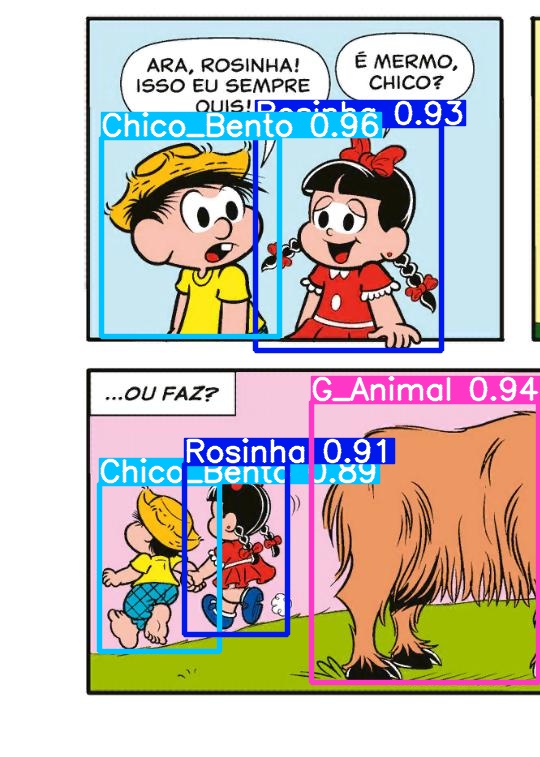 ARA, ROSINHA!
ISSO EU SEMPRE
QUIS!
É MERMO,
CHICO?
Rosinha 0.93
Chico_Bento 0.96
...OU FAZ?
G_Animal 0.94
Rosinha 0.91
Chico_Bento 0.89